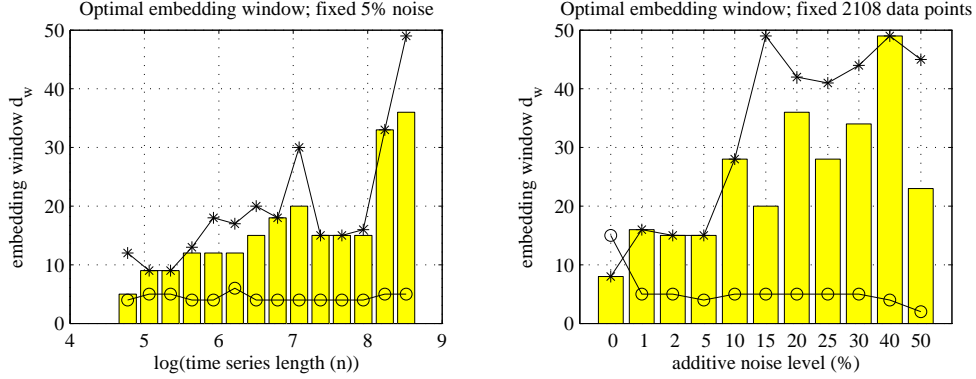 Optimal embedding window; fixed 5% noise
50
40
30
20
10
0
embedding window d_w
4 5 6 7 8 9
log(time series length (n))
Optimal embedding window; fixed 2108 data points
50
40
30
20
10
0
embedding window d_w
0 1 2 5 10 15 20 25 30 40 50
additive noise level (%)